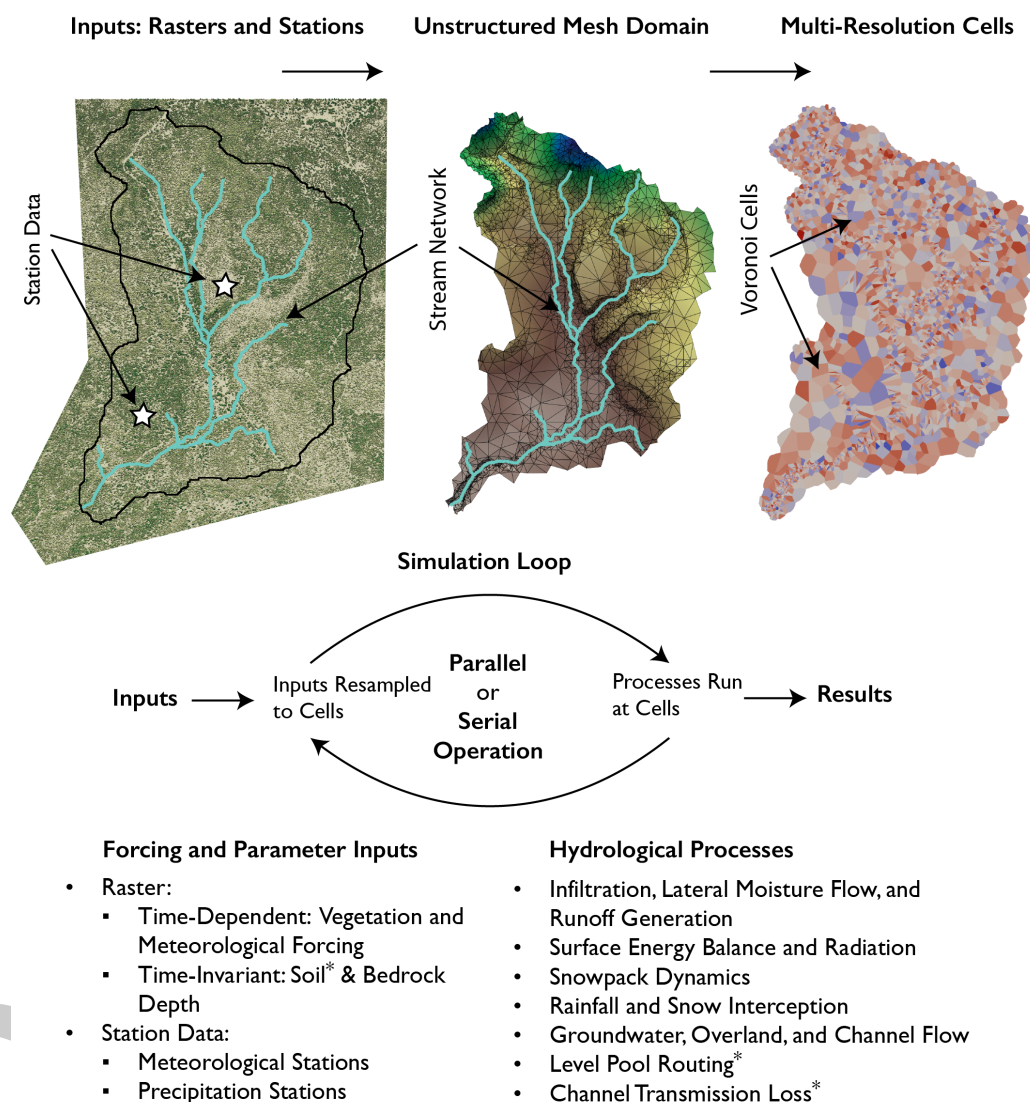 Inputs: Rasters and Stations
Unstructured Mesh Domain
Multi-Resolution Cells
Station Data
Stream Network
Voronoi Cells
Simulation Loop
Inputs
Inputs Resampled
to Cells
Parallel
or
Serial
Operation
Processes Run
at Cells
Results
Forcing and Parameter Inputs
• Raster:
▪ Time-Dependent: Vegetation and
Meteorological Forcing
▪ Time-Invariant: Soil* & Bedrock
Depth
• Station Data:
▪ Meteorological Stations
▪ Precipitation Stations
Hydrological Processes
• Infiltration, Lateral Moisture Flow, and
Runoff Generation
• Surface Energy Balance and Radiation
• Snowpack Dynamics
• Rainfall and Snow Interception
• Groundwater, Overland, and Channel Flow
• Level Pool Routing*
• Channel Transmission Loss*